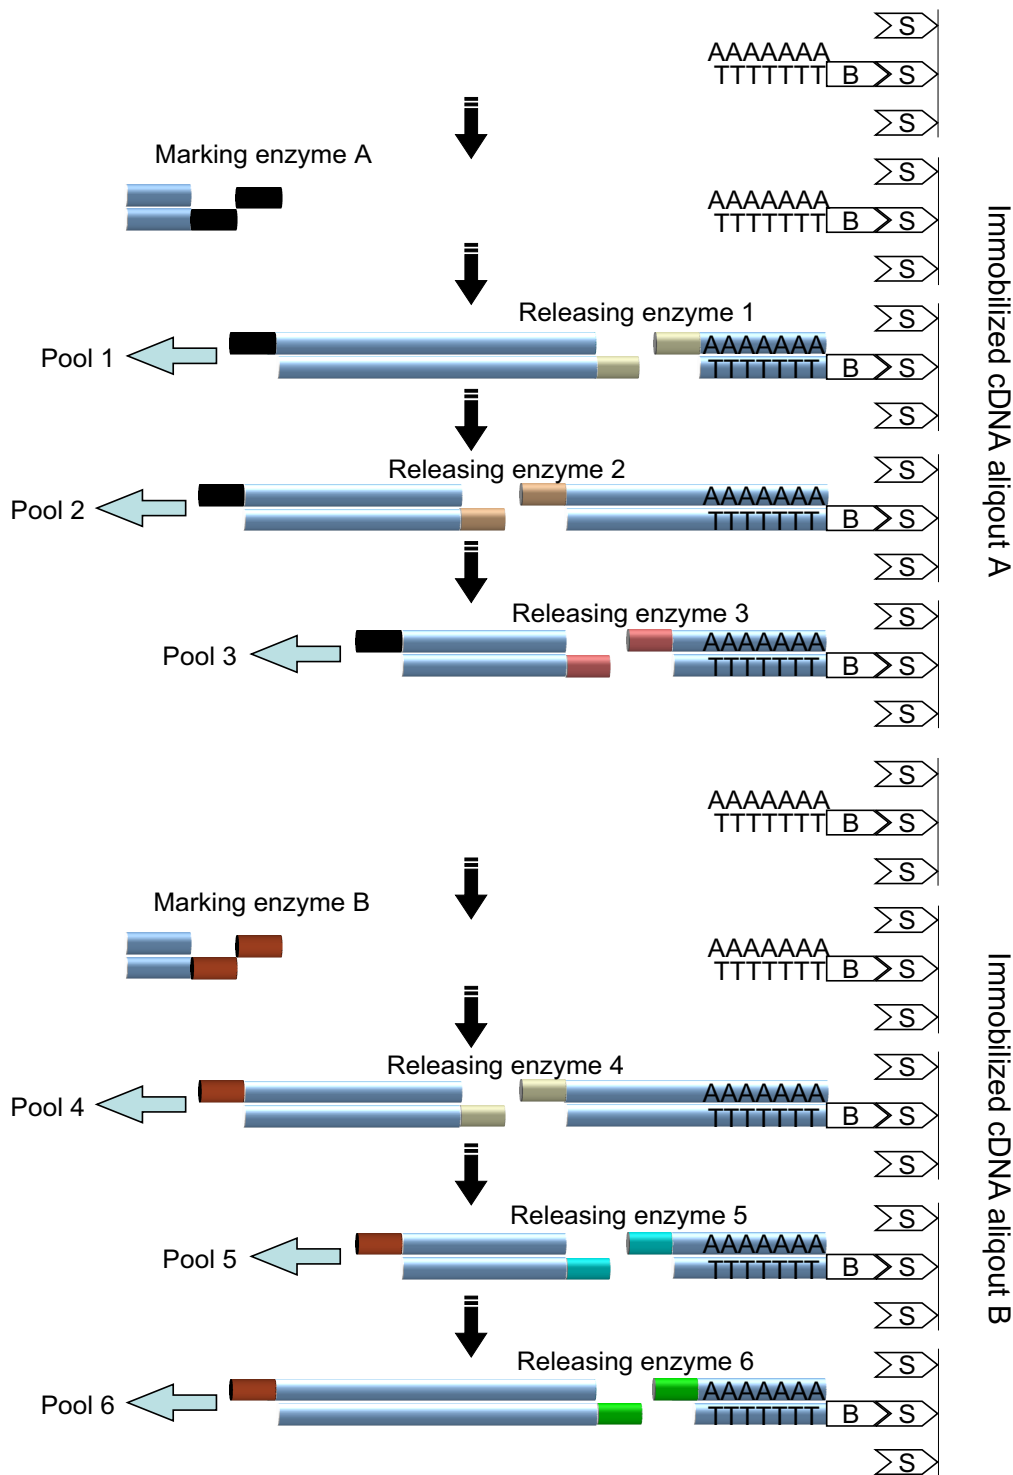 S
AAAAAAA
TTTTTTT B S
S
Marking enzyme A
S
AAAAAAA
TTTTTTT B S
S
Releasing enzyme 1
S
AAAAAAA
Pool 1
TTTTTTT B S
S
Releasing enzyme 2
S
AAAAAAA
Pool 2
TTTTTTT B S
S
Releasing enzyme 3
S
AAAAAAA
Pool 3
TTTTTTT B S
S
Immobilized cDNA aliqout A
S
AAAAAAA
TTTTTTT B S
S
Marking enzyme B
S
AAAAAAA
TTTTTTT B S
S
Releasing enzyme 4
S
AAAAAAA
Pool 4
TTTTTTT B S
S
Releasing enzyme 5
S
AAAAAAA
Pool 5
TTTTTTT B S
S
Releasing enzyme 6
S
AAAAAAA
Pool 6
TTTTTTT B S
S
Immobilized cDNA aliqout B